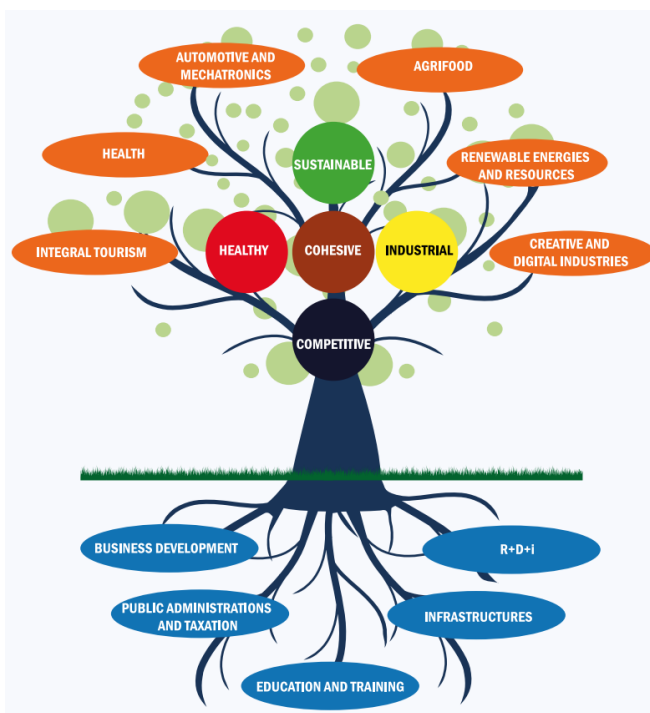 AUTOMOTIVE AND
MECHATRONICS
AGRIFOOD
HEALTH
SUSTAINABLE
RENEWABLE ENERGIES
AND RESOURCES
INTEGRAL TOURISM
HEALTHY
COHESIVE
INDUSTRIAL
CREATIVE AND
DIGITAL INDUSTRIES
COMPETITIVE
BUSINESS DEVELOPMENT
R+D+i
PUBLIC ADMINISTRATIONS
AND TAXATION
INFRASTRUCTURES
EDUCATION AND TRAINING